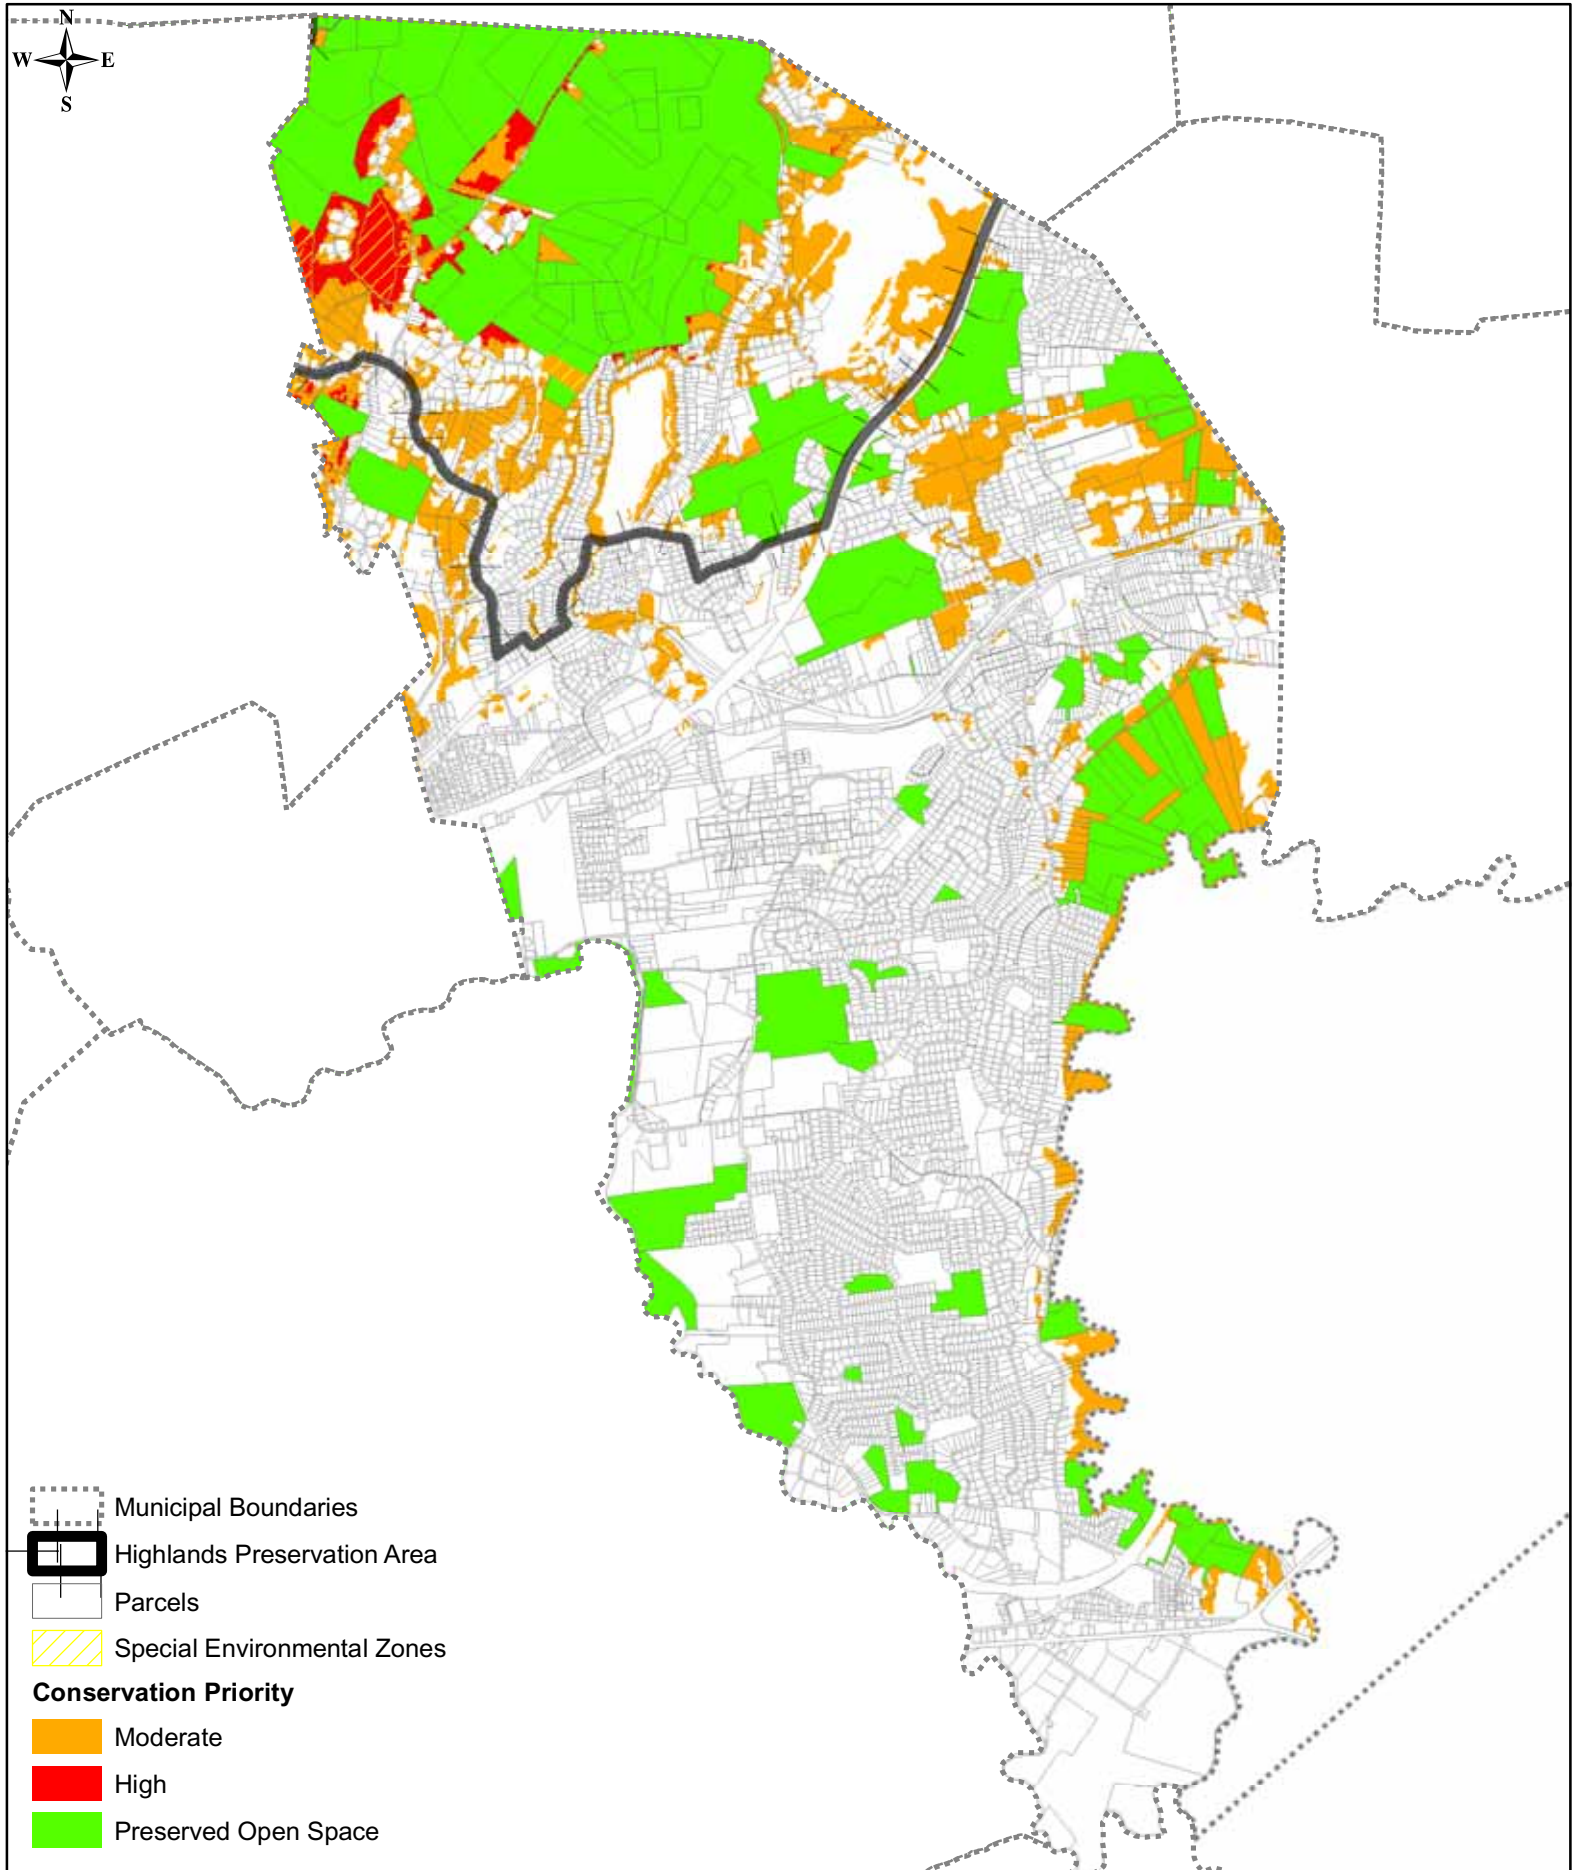 N
W E
S
Municipal Boundaries
Highlands Preservation Area
Parcels
Special Environmental Zones
Conservation Priority
Moderate
High
Preserved Open Space